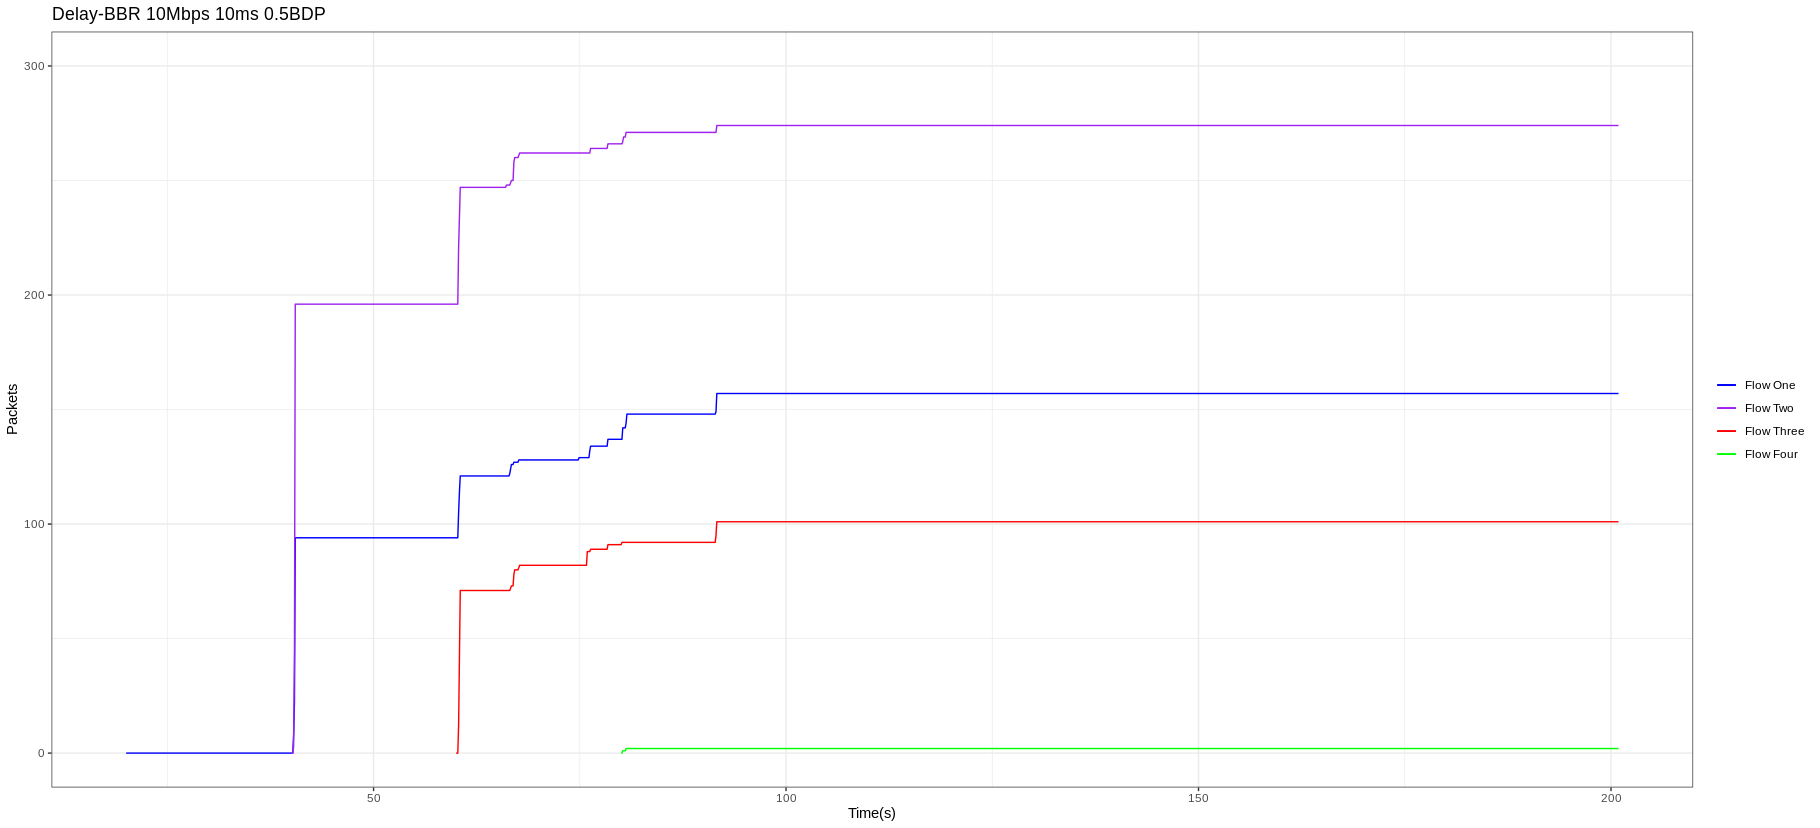 Delay-BBR 10Mbps 10ms 0.5BDP
300
200
100
0
Packets
50
100
150
200
Time(s)
Flow One
Flow Two
Flow Three
Flow Four